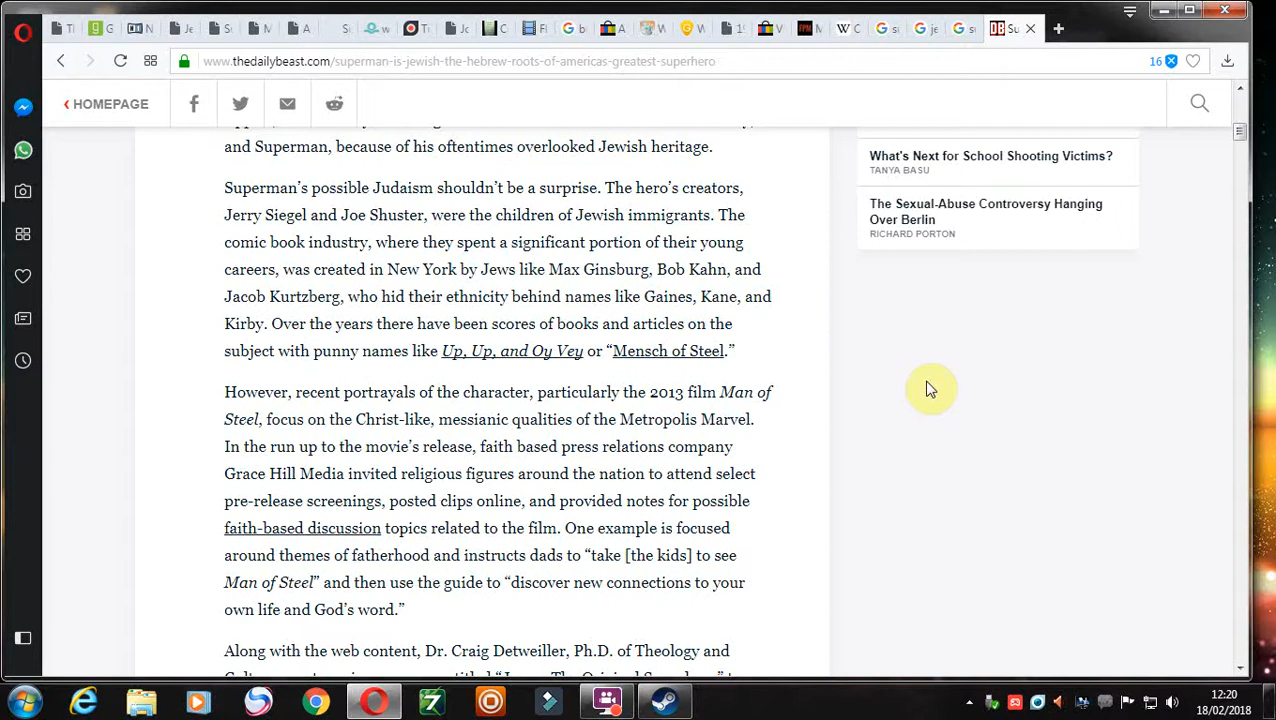 www.thedailybeast.com/superman-is-jewish-the-hebrew-roots-of-americas-greatest-superhero
16
HOMEPAGE
and Superman, because of his oftentimes overlooked Jewish heritage.
Superman's possible Judaism shouldn't be a surprise. The hero's creators,
Jerry Siegel and Joe Shuster, were the children of Jewish immigrants. The
comic book industry, where they spent a significant portion of their young
careers, was created in New York by Jews like Max Ginsburg, Bob Kahn, and
Jacob Kurtzberg, who hid their ethnicity behind names like Gaines, Kane, and
Kirby. Over the years there have been scores of books and articles on the
subject with punny names like Up, Up, and Oy Vey or “Mensch of Steel.”
However, recent portrayals of the character, particularly the 2013 film Man of
Steel, focus on the Christ-like, messianic qualities of the Metropolis Marvel.
In the run up to the movie's release, faith based press relations company
Grace Hill Media invited religious figures around the nation to attend select
pre-release screenings, posted clips online, and provided notes for possible
faith-based discussion topics related to the film. One example is focused
around themes of fatherhood and instructs dads to “take [the kids] to see
Man of Steel” and then use the guide to “discover new connections to your
own life and God's word.”
Along with the web content, Dr. Craig Detweiller, Ph.D. of Theology and
What's Next for School Shooting Victims?
TANYA BASU
The Sexual-Abuse Controversy Hanging
Over Berlin
RICHARD PORTON
12:20
18/02/2018